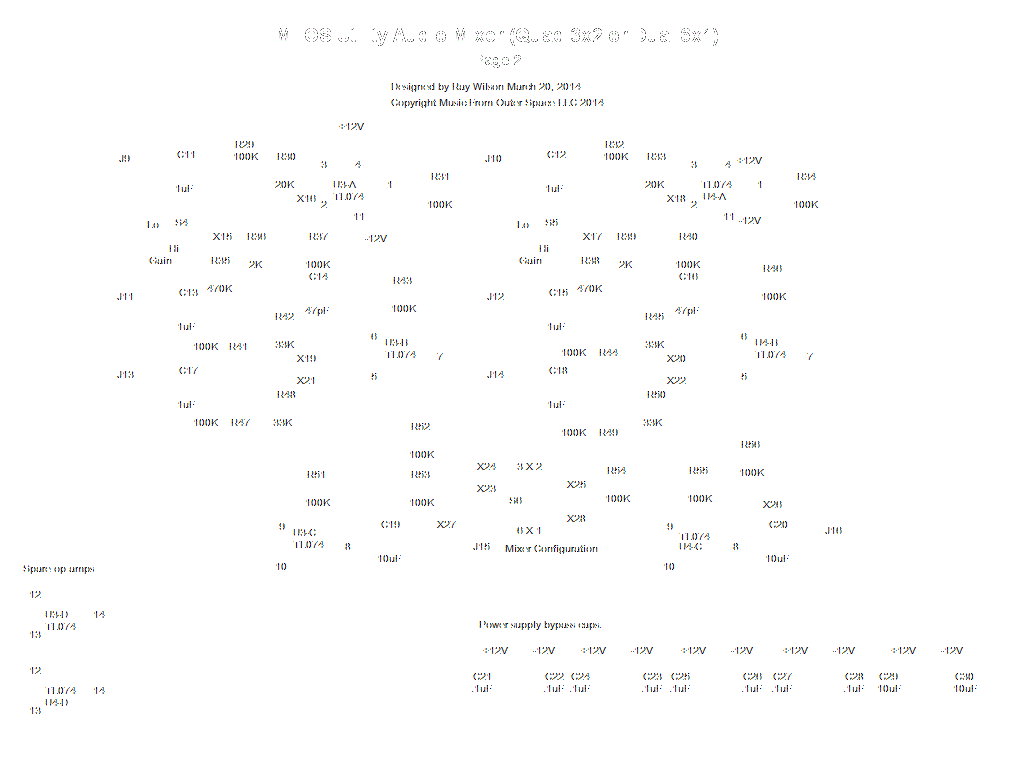 MFOS Utility Audio Mixer (Quad 3x2 or Dual 6x1)
Page 2
Designed by Ray Wilson March 20, 2014
Copyright Music From Outer Space LLC 2014
+12V
R29 R32
J9 C11 100K R30 3 4 J10 C12 100K R33 3 4 +12V
R31 R34
1uF 20K U3-A 1 1uF 20K TL074 1
X16 2 TL074 100K X18 2 U4-A 100K
11 11 -12V
Lo S4 Lo S5
X15 R36 R37 -12V X17 R39 R40
Hi Hi
Gain R35 2K 100K Gain R38 2K 100K R46
C14 C16
R43
J11 C13 470K J12 C15 470K 100K
47pF 100K 47pF
R42 R45
1uF 1uF
6 U3-B 6 U4-B
100K R41 33K TL074 7 100K R44 33K TL074 7
X19 X20
J13 C17 X21 5 J14 C18 X22 5
R48 R50
1uF 1uF
100K R47 33K 33K
R52 100K R49
R56
100K
X24 3 X 2 R54 R55 100K
R51 R53
X23 X25
100K 100K S6 100K 100K X26
X28
9 C19 X27 6 X 1 9 C20 J16
U3-C TL074
TL074 8 J15 Mixer Configuration U4-C 8
10uF 10uF
10 10
Spare op amps
12
U3-D 14
TL074
13
Power supply bypass caps.
+12V -12V +12V -12V +12V -12V +12V -12V +12V -12V
12
C21 C22 C24 C23 C25 C26 C27 C28 C29 C30
.1uF .1uF .1uF .1uF .1uF .1uF .1uF .1uF 10uF 10uF
TL074 14
U4-D
13